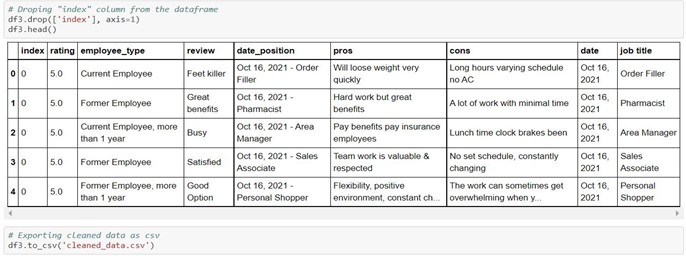 # Droping "index" column from the dataframe
df3.drop(['index'], axis=1)
df3.head()
index rating employee_type review date_position pros cons date job title
0 0 5.0 Current Employee Feet killer Oct 16, 2021 - Order Filler Will loose weight very quickly Long hours varying schedule no AC Oct 16, 2021 Order Filler
1 0 5.0 Former Employee Great benefits Oct 16, 2021 - Pharmacist Hard work but great benefits A lot of work with minimal time Oct 16, 2021 Pharmacist
2 0 5.0 Current Employee, more than 1 year Busy Oct 16, 2021 - Area Manager Pay benefits pay insurance employees Lunch time clock brakes been Oct 16, 2021 Area Manager
3 0 5.0 Former Employee Satisfied Oct 16, 2021 - Sales Associate Team work is valuable & respected No set schedule, constantly changing Oct 16, 2021 Sales Associate
4 0 5.0 Former Employee, more than 1 year Good Option Oct 16, 2021 - Personal Shopper Flexibility, positive environment, constant ch... The work can sometimes get overwhelming when y... Oct 16, 2021 Personal Shopper
# Exporting cleaned data as csv
df3.to_csv('cleaned_data.csv')